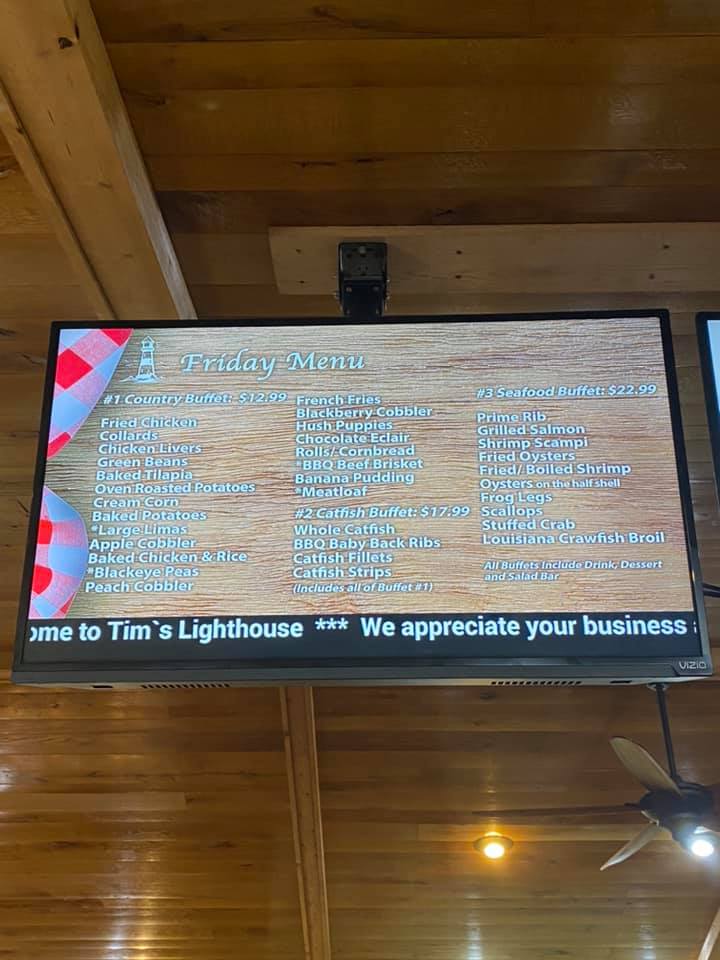 Friday Menu
#1 Country Buffet: $12.99
Fried Chicken
Collards
Chicken Livers
Green Beans
Baked Tilapia
Oven Roasted Potatoes
Cream Corn
Baked Potatoes
*Large Limas
Apple Cobbler
Baked Chicken & Rice
*Blackeye Peas
Peach Cobbler
French Fries
Blackberry Cobbler
Hush Puppies
Chocolate Eclair
Rolls/Cornbread
*BBQ Beef Brisket
Banana Pudding
*Meatloaf
#2 Catfish Buffet: $17.99
Whole Catfish
BBQ Baby Back Ribs
Catfish Fillets
Catfish Strips
(Includes all of Buffet #1)
#3 Seafood Buffet: $22.99
Prime Rib
Grilled Salmon
Shrimp Scampi
Fried Oysters
Fried/Boiled Shrimp
Oysters on the half shell
Frog Legs
Scallops
Stuffed Crab
Louisiana Crawfish Broil
All Buffets Include Drink, Dessert
and Salad Bar
ome to Tim`s Lighthouse *** We appreciate your business
VIZIO